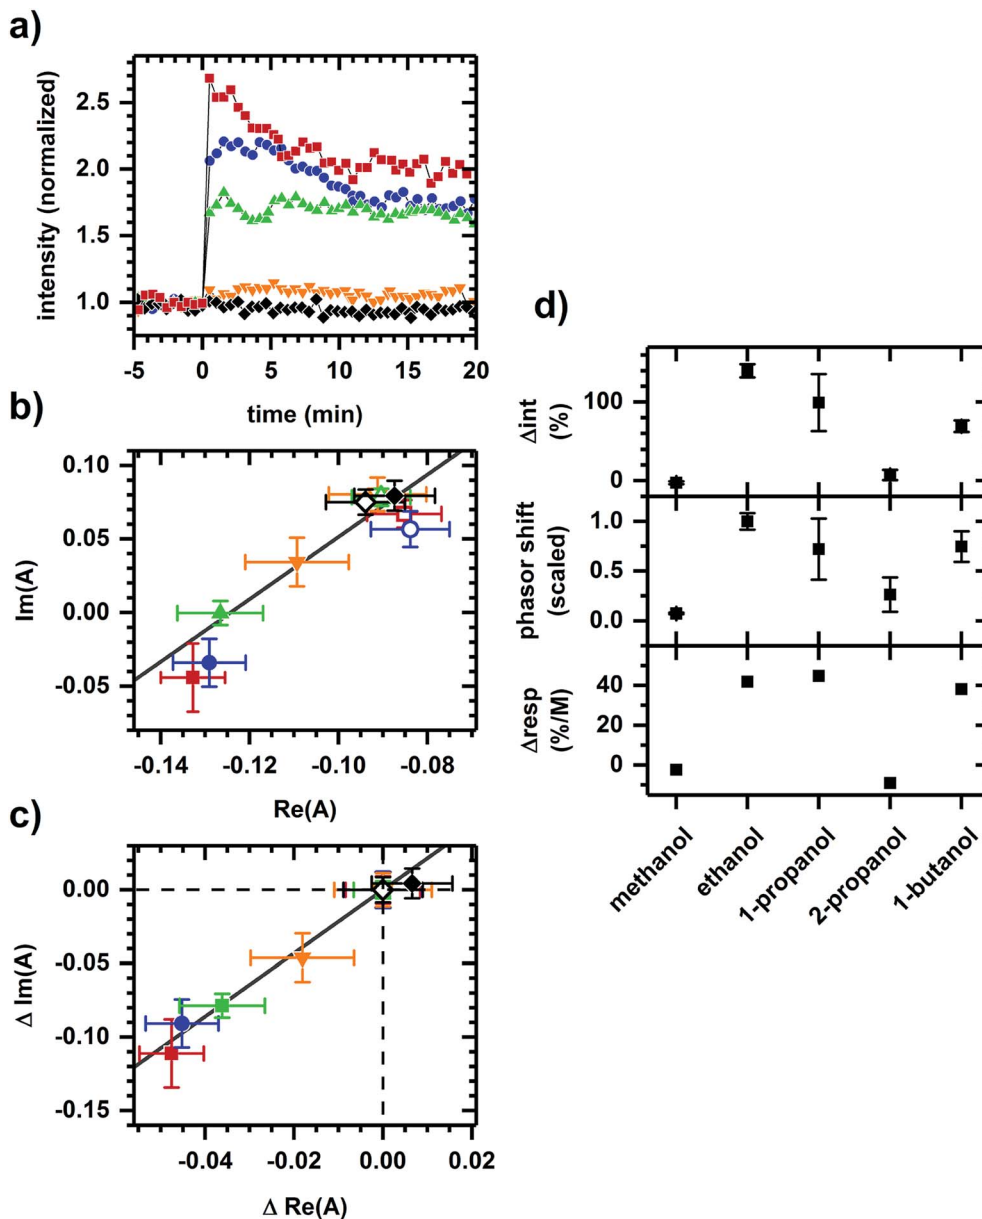 a)
intensity (normalized)
2.5
2.0
1.5
1.0
-5 0 5 10 15 20
time (min)
b)
Im(A)
0.10
0.05
0.00
-0.05
-0.14 -0.12 -0.10 -0.08
Re(A)
c)
Δ Im(A)
0.00
-0.05
-0.10
-0.15
-0.04 -0.02 0.00 0.02
Δ Re(A)
d)
Δint
(%)
100
0
phasor shift
(scaled)
1.0
0.5
0.0
Δresp
(%/M)
40
20
0
methanol
ethanol
1-propanol
2-propanol
1-butanol